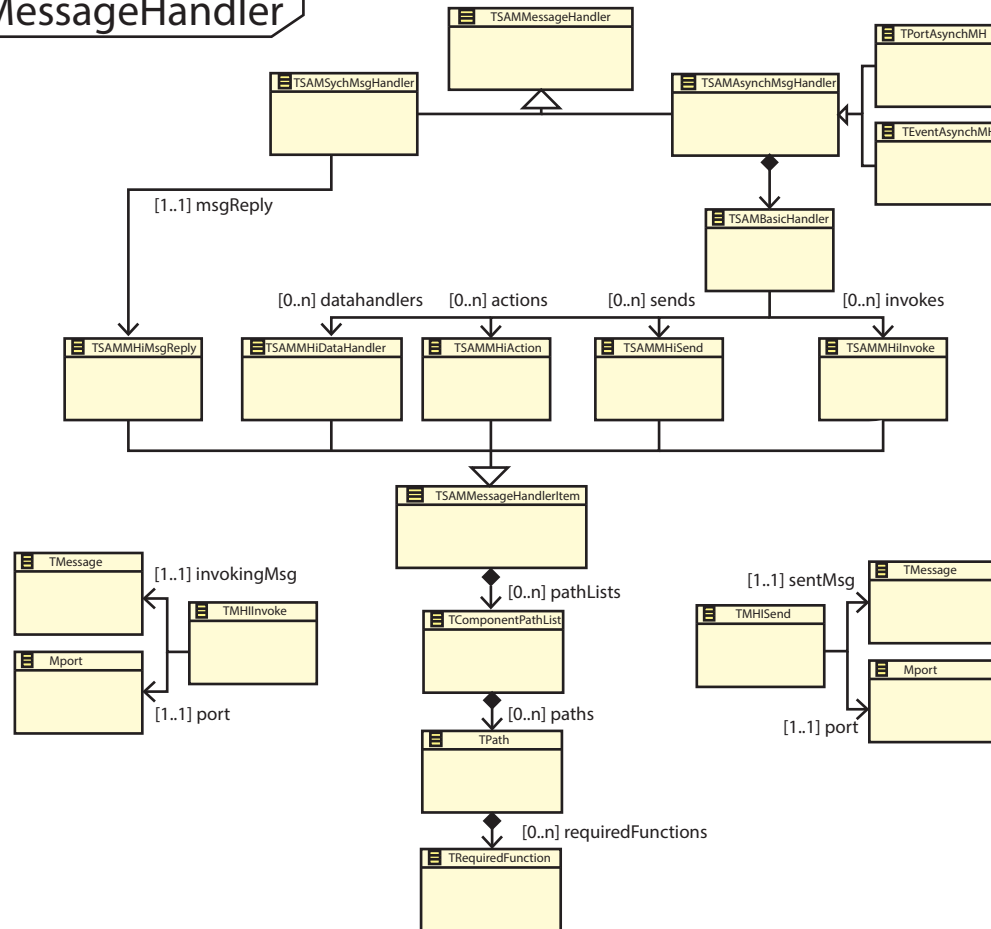 MessageHandler
TSAMMessageHandler
TPortAsynchMH
TSAMSychMsgHandler
TSAMAsynchMsgHandler
TEventAsynchMH
[1..1] msgReply
TSAMBasicHandler
[0..n] datahandlers
[0..n] actions
[0..n] sends
[0..n] invokes
TSAMMHiMsgReply
TSAMMHiDataHandler
TSAMMHiAction
TSAMMHiSend
TSAMMHiInvoke
TSAMMessageHandlerItem
TMessage
[1..1] invokingMsg
TMHIInvoke
Mport
[1..1] port
[0..n] pathLists
TComponentPathList
[0..n] paths
TPath
[0..n] requiredFunctions
TRequiredFunction
[1..1] sentMsg
TMessage
TMHISend
Mport
[1..1] port